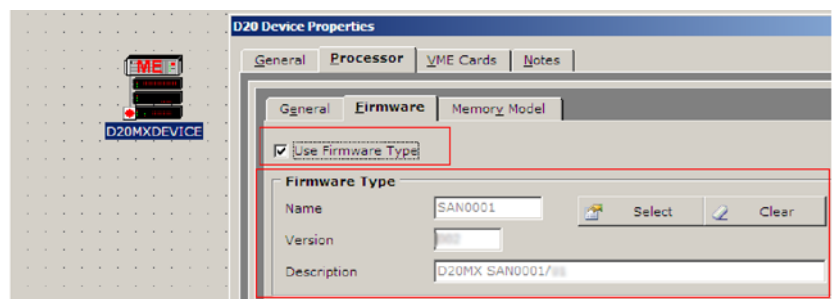 D20 Device Properties
General Processor VME Cards Notes
ME
General Firmware Memory Model
D20MXDEVICE
Use Firmware Type
Firmware Type
Name SAN0001 Select Clear
Version
Description D20MX SAN0001/